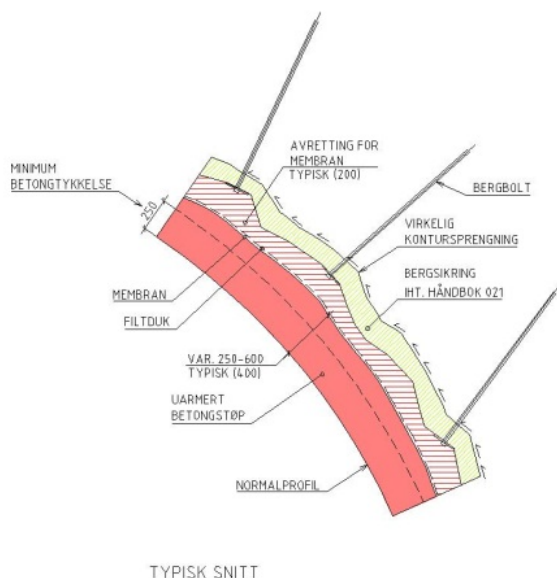 AVRETTING FOR
MEMBRAN
TYPISK (200)
MINIMUM
BETONGTYKKELSE
250
BERGBOLT
VIRKELIG
KONTURSPRENGNING
BERGSIKRING
IHT. HÅNDBOK 021
MEMBRAN
FILTDUK
VAR. 250-600
TYPISK (400)
UARMERT
BETONGSTØP
NORMALPROFIL
TYPISK SNITT